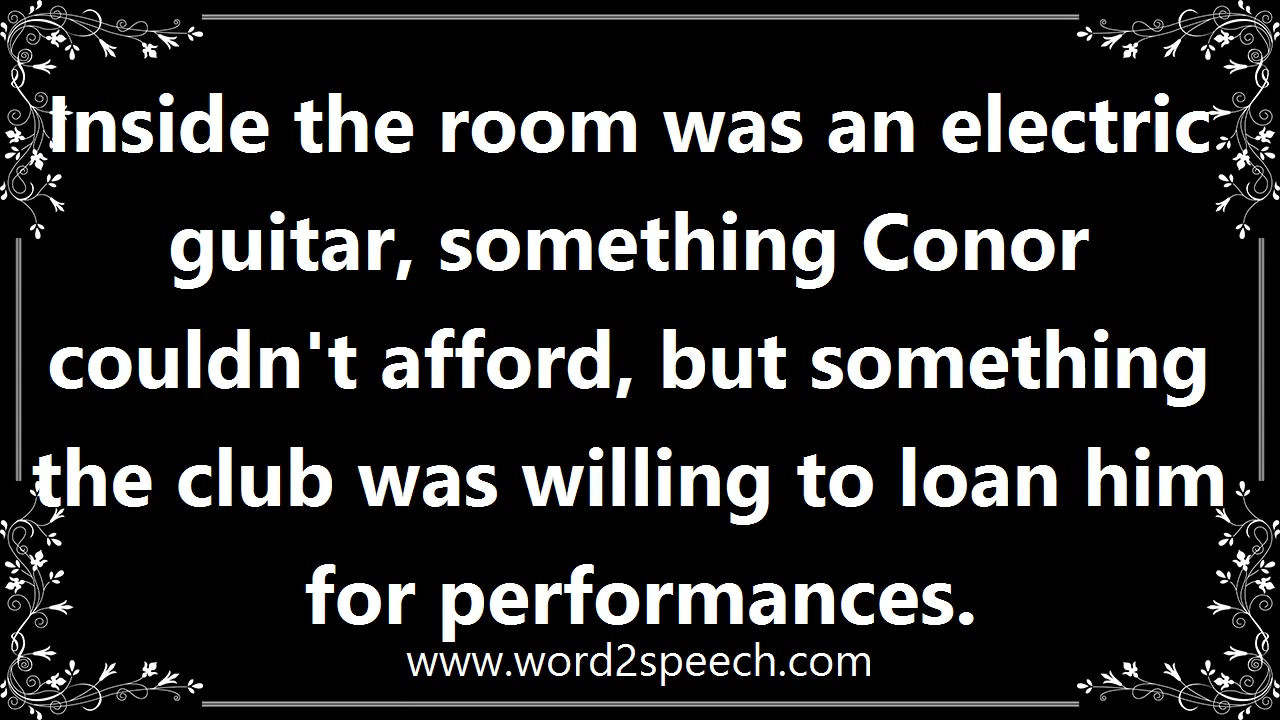 Inside the room was an electric
guitar, something Conor
couldn't afford, but something
the club was willing to loan him
for performances.
www.word2speech.com